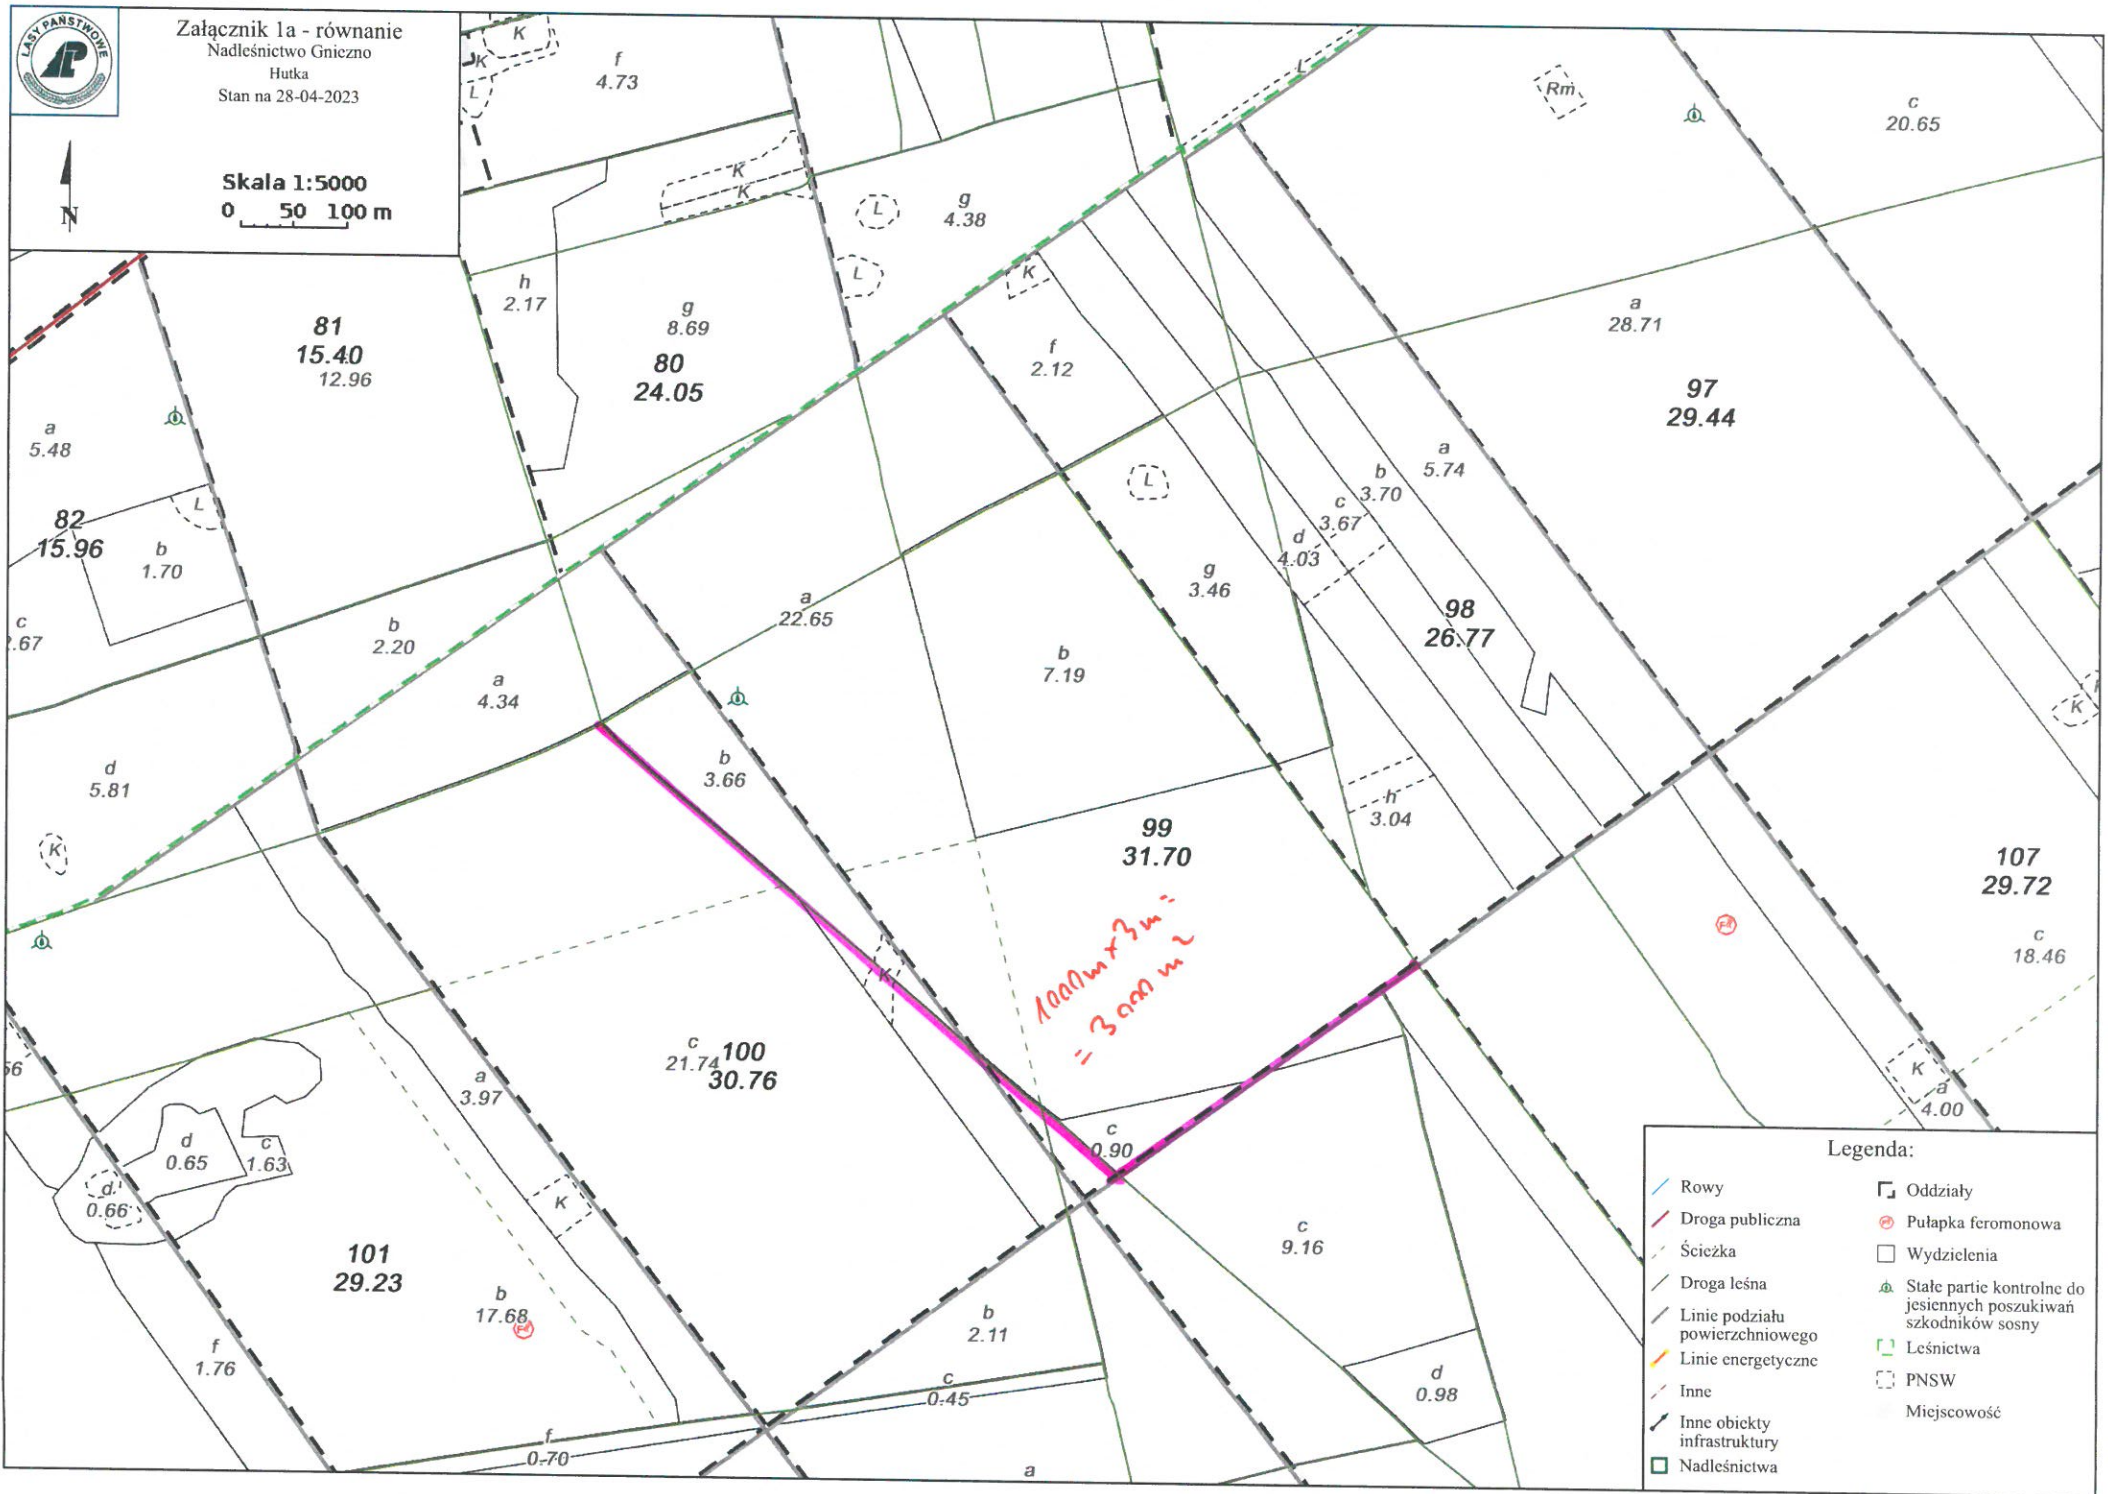 LASY PAŃSTWOWE
Załącznik 1a - równanie
Nadleśnictwo Gniezno
Hutka
Stan na 28-04-2023
Skala 1:5000
0 50 100 m
N
K
K
L
f
4.73
K
K
L
g
4.38
L
L
Rm
c
20.65
h
2.17
g
8.69
80
24.05
K
f
2.12
a
28.71
97
29.44
81
15.40
12.96
a
5.48
L
82
15.96
b
1.70
c
.67
b
2.20
a
4.34
a
22.65
L
g
3.46
a
5.74
b
3.70
c
3.67
d
4.03
98
26.77
b
7.19
d
5.81
K
b
3.66
99
31.70
h
3.04
K
107
29.72
c
18.46
1000m x 3m =
= 3000 m2
K
c
21.74
100
30.76
a
3.97
K
a
4.00
d
0.65
c
1.63
d
0.66
K
c
0.90
c
9.16
101
29.23
b
17.68
b
2.11
f
1.76
c
0.45
d
0.98
f
0.70
a
Legenda:
Rowy
Droga publiczna
Ścieżka
Droga leśna
Linie podziału
powierzchniowego
Linie energetyczne
Inne
Inne obiekty
infrastruktury
Nadleśnictwa
Oddziały
Pułapka feromonowa
Wydzielenia
Stałe partie kontrolne do
jesiennych poszukiwań
szkodników sosny
Leśnictwa
PNSW
Miejscowość